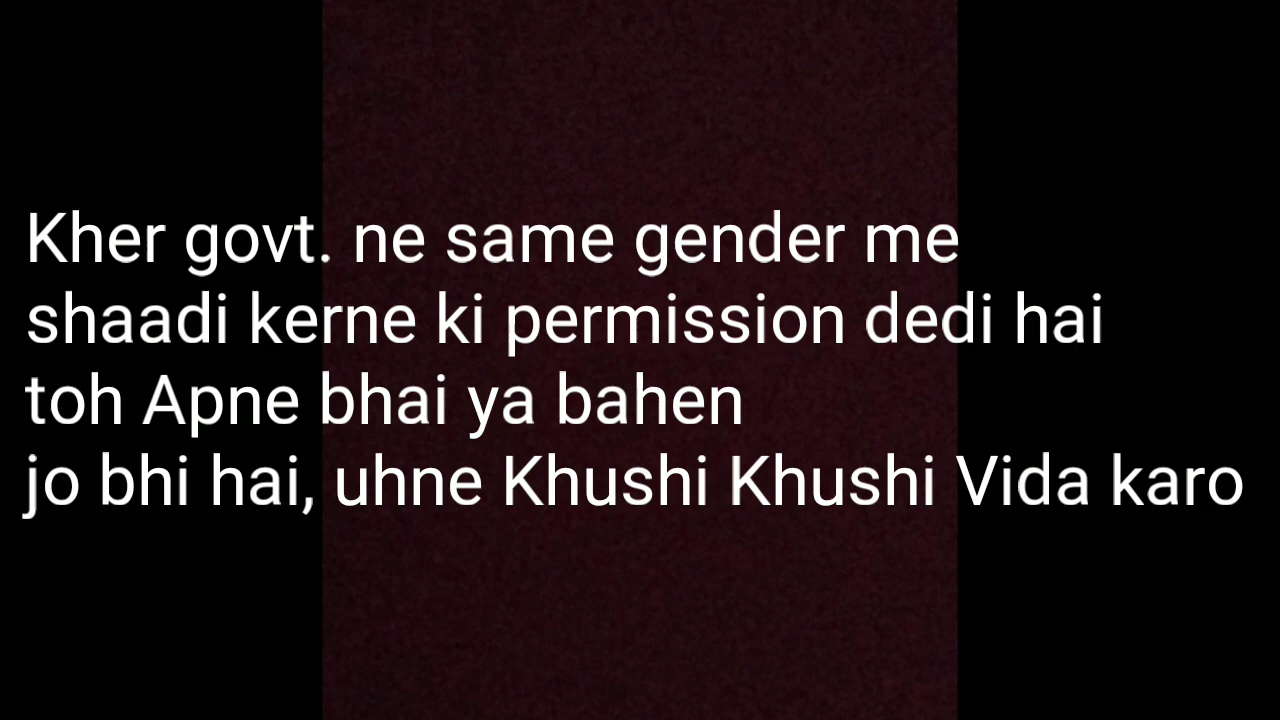 Kher govt. ne same gender me
shaadi kerne ki permission dedi hai
toh Apne bhai ya bahen
jo bhi hai, uhne Khushi Khushi Vida karo